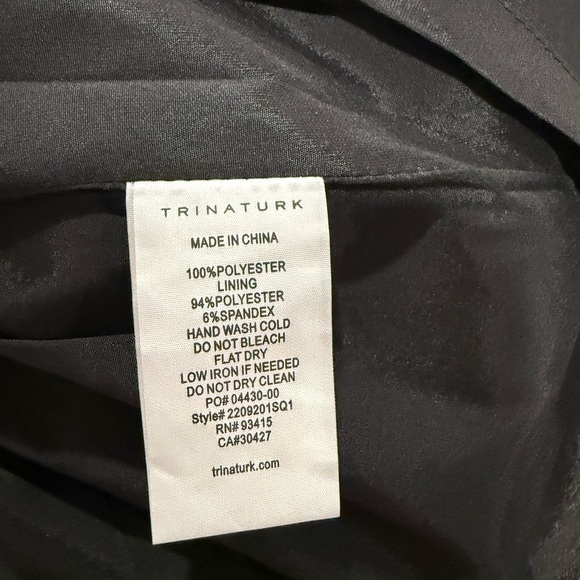 TRINATURK
MADE IN CHINA
100%POLYESTER
LINING
94%POLYESTER
6%SPANDEX
HAND WASH COLD
DO NOT BLEACH
FLAT DRY
LOW IRON IF NEEDED
DO NOT DRY CLEAN
PO# 04430-00
Style# 2209201SQ1
RN# 93415
CA#30427
trinaturk.com